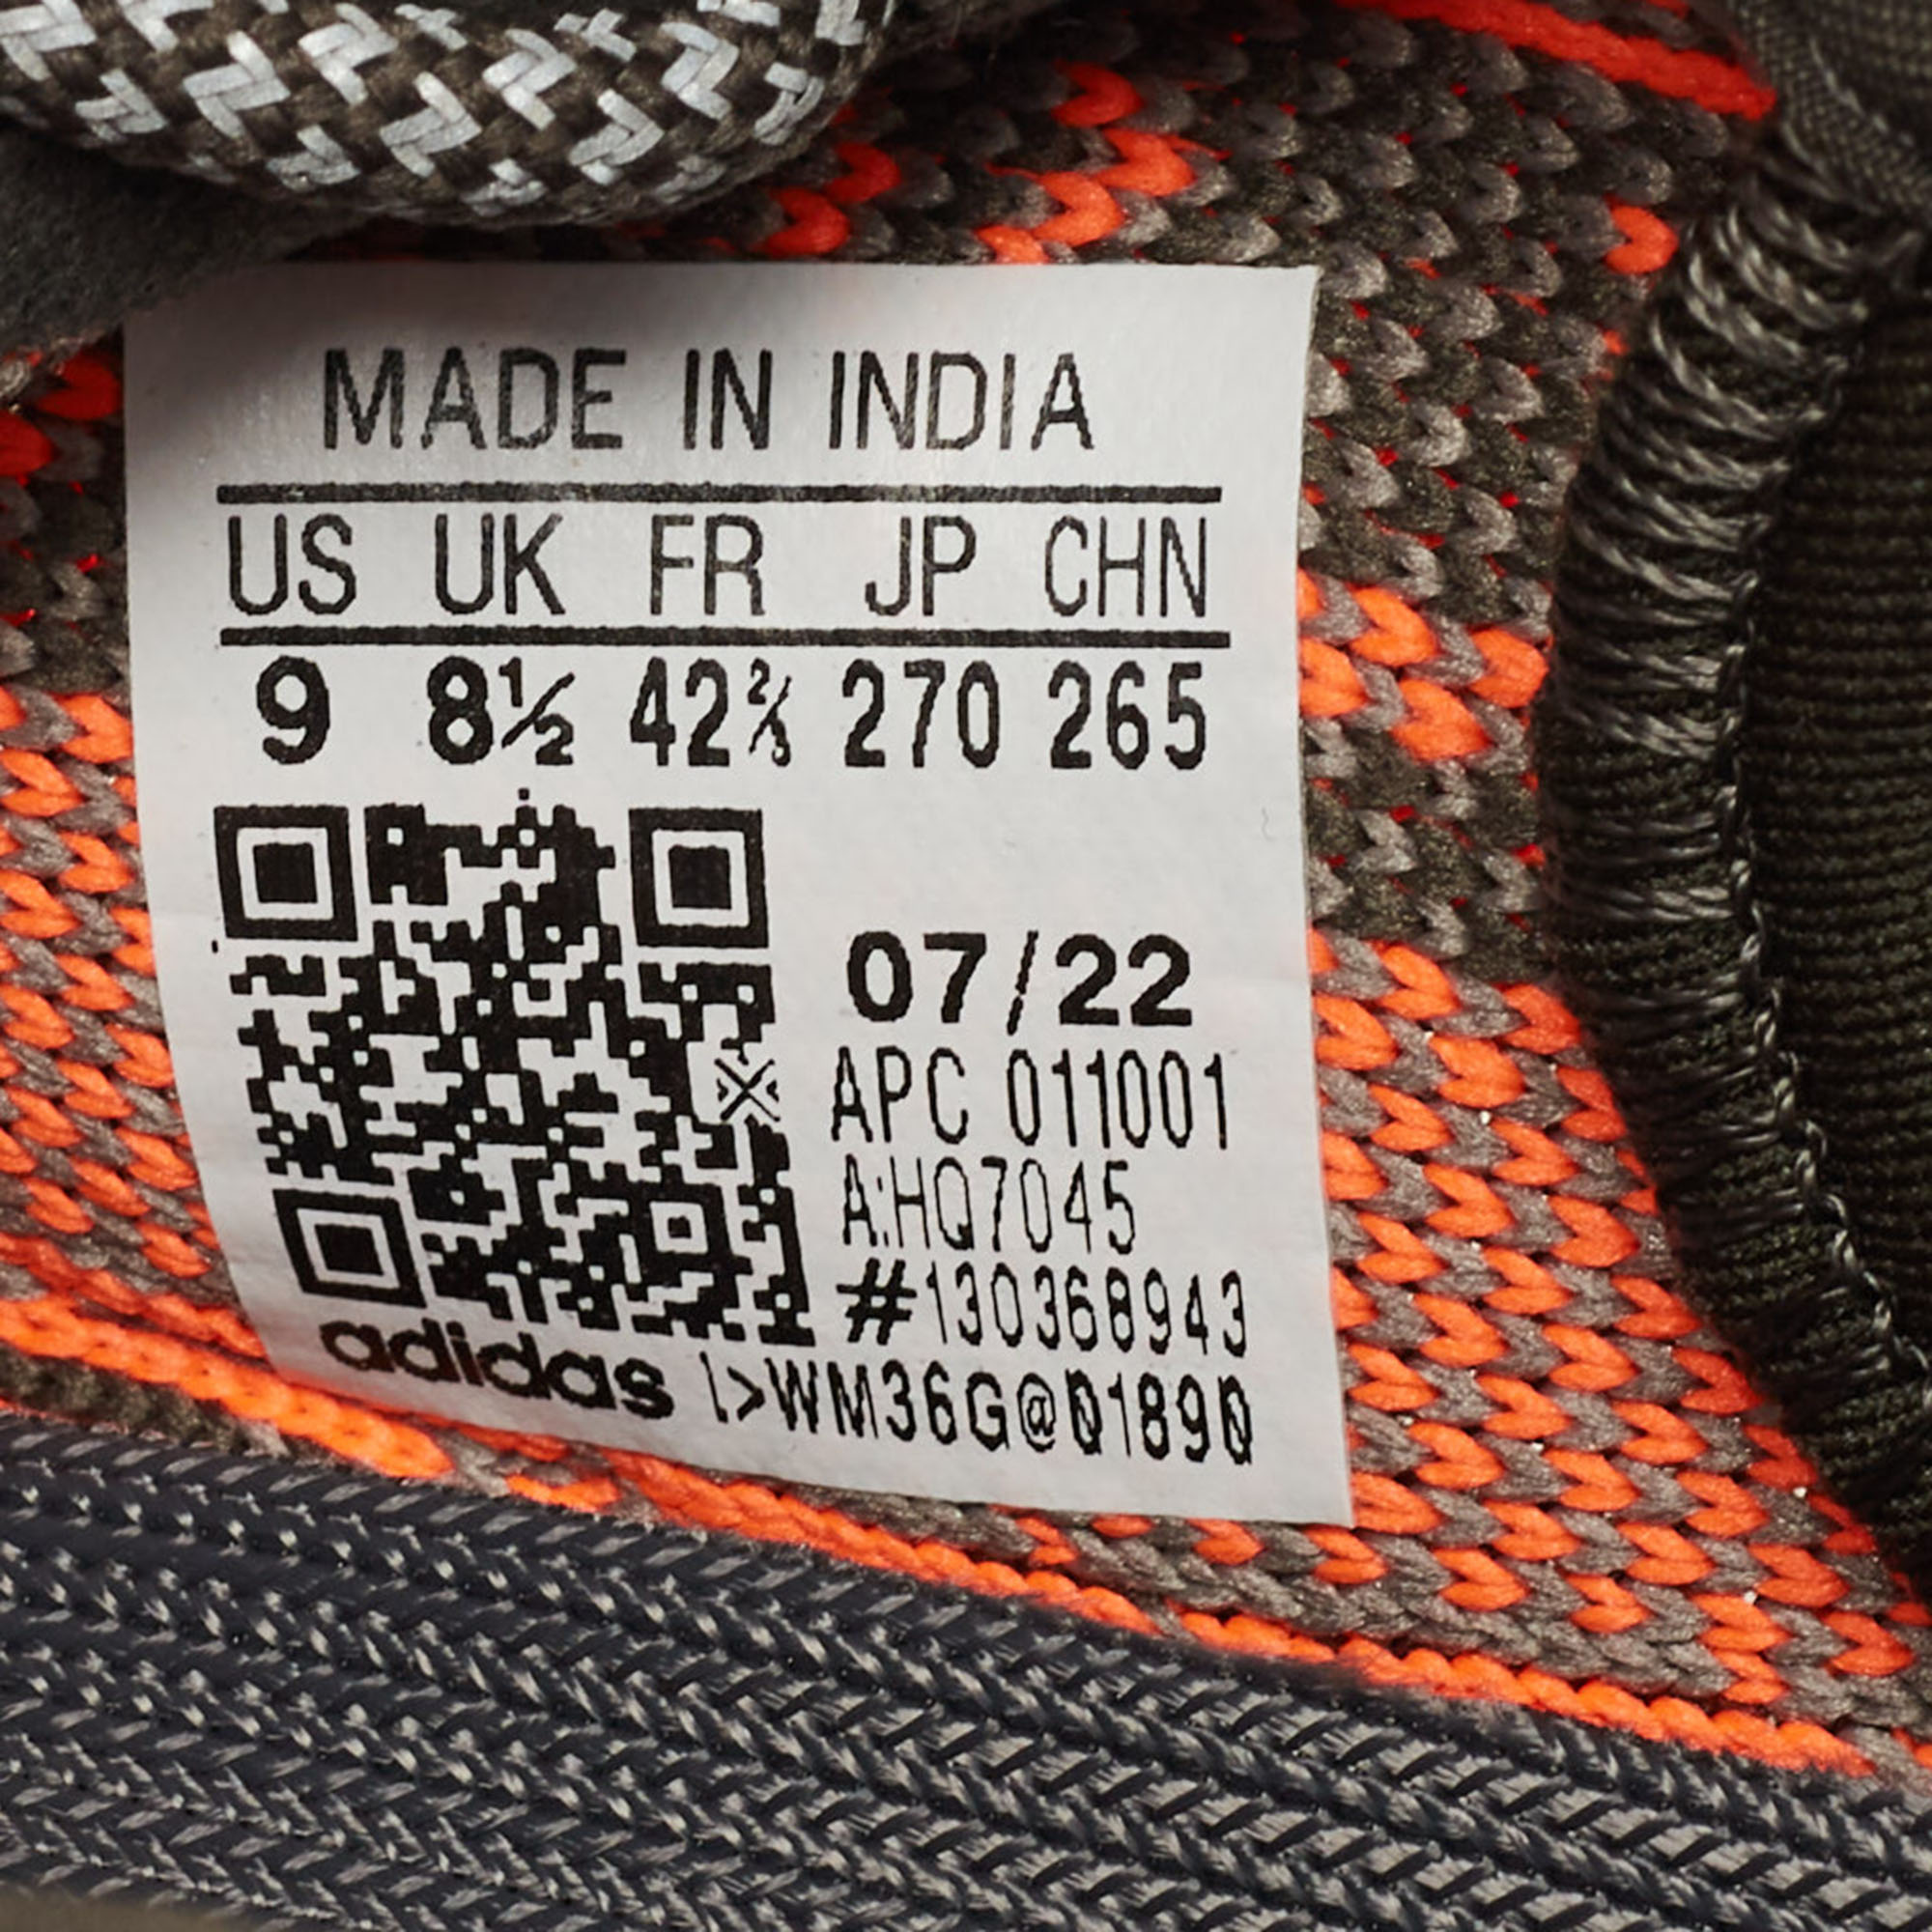 MADE IN INDIA
US UK FR JP CHN
9 8½ 42⅔ 270 265
07/22
APC 011001
A:HQ7045
#130368943
adidas \>WM36G@01890